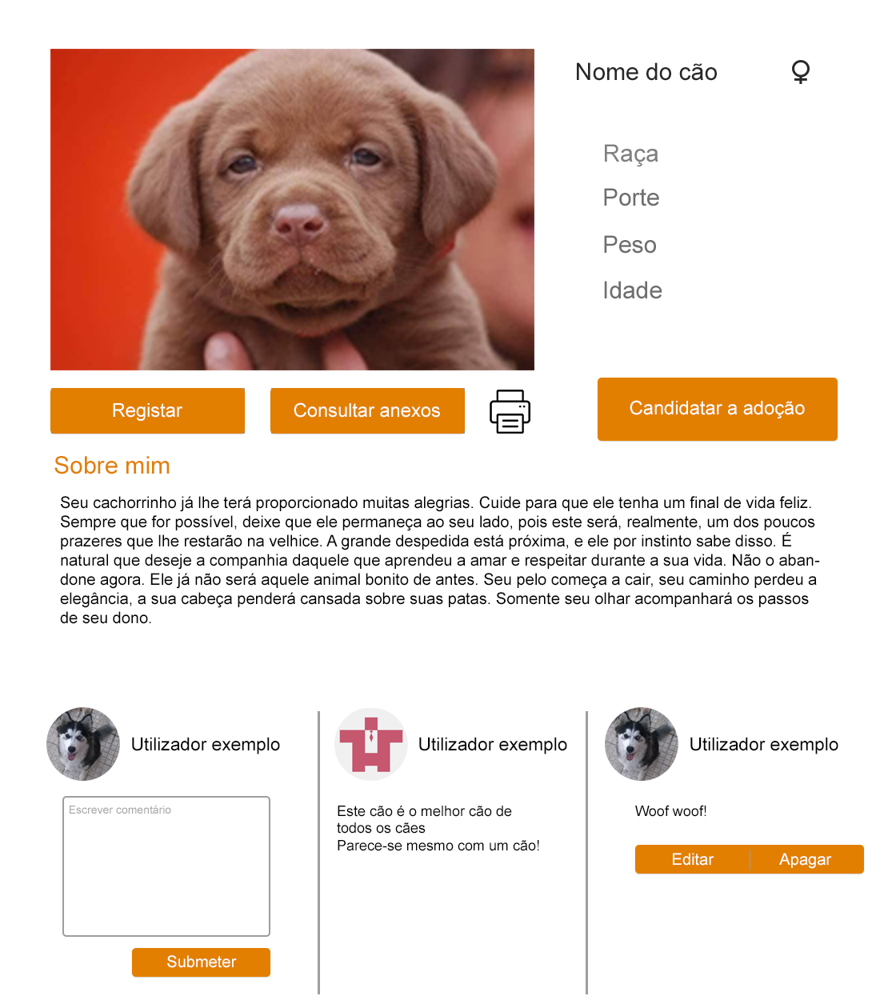 Nome do cão
Raça
Porte
Peso
Idade
Registar
Consultar anexos
Candidatar a adoção
Sobre mim
Seu cachorrinho já lhe terá proporcionado muitas alegrias. Cuide para que ele tenha um final de vida feliz.
Sempre que for possível, deixe que ele permaneça ao seu lado, pois este será, realmente, um dos poucos
prazeres que lhe restarão na velhice. A grande despedida está próxima, e ele por instinto sabe disso. É
natural que deseje a companhia daquele que aprendeu a amar e respeitar durante a sua vida. Não o aban-
done agora. Ele já não será aquele animal bonito de antes. Seu pelo começa a cair, seu caminho perdeu a
elegância, a sua cabeça penderá cansada sobre suas patas. Somente seu olhar acompanhará os passos
de seu dono.
Utilizador exemplo
Escrever comentário
Submeter
Utilizador exemplo
Este cão é o melhor cão de
todos os cães
Parece-se mesmo com um cão!
Utilizador exemplo
Woof woof!
Editar
Apagar